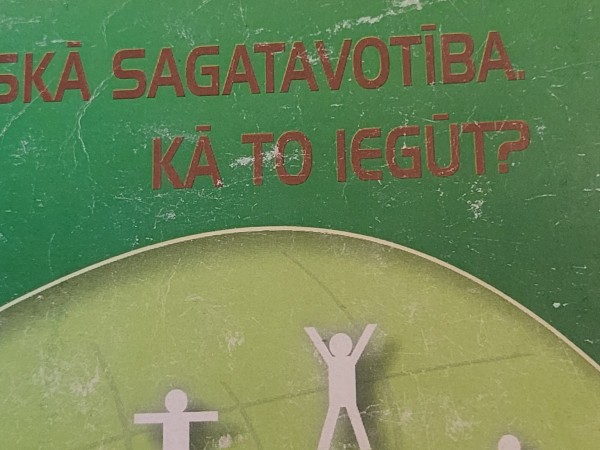 SKĀ SAGATAVOTĪBA.
KĀ TO IEGŪT?